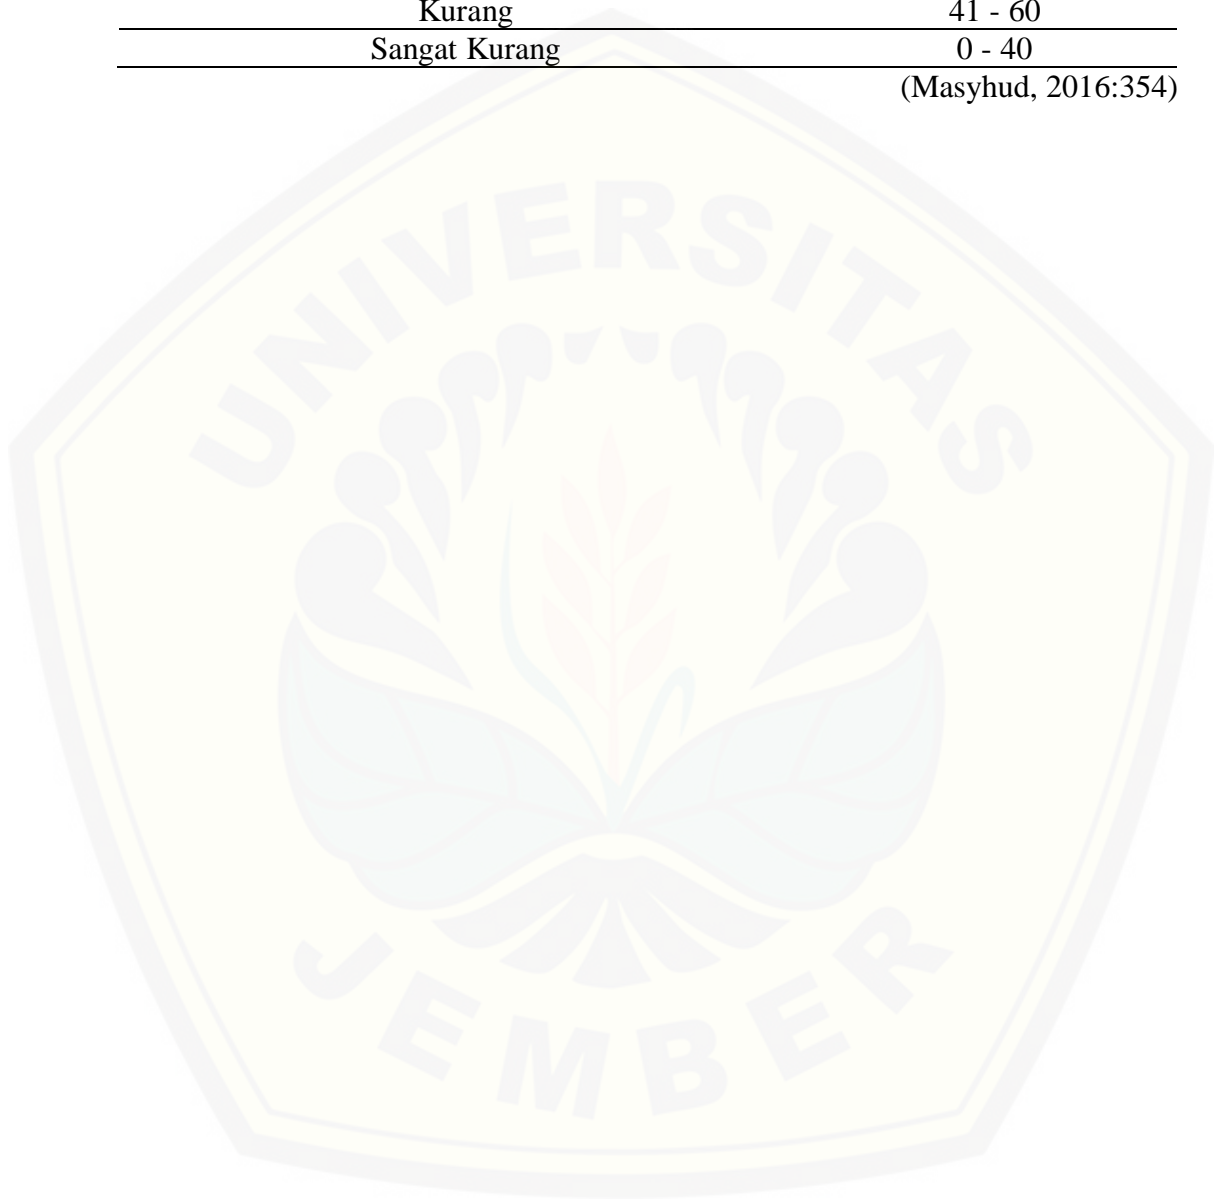 Kurang 41 - 60
Sangat Kurang 0 - 40
(Masyhud, 2016:354)
UNIVERSITAS
JEMBER